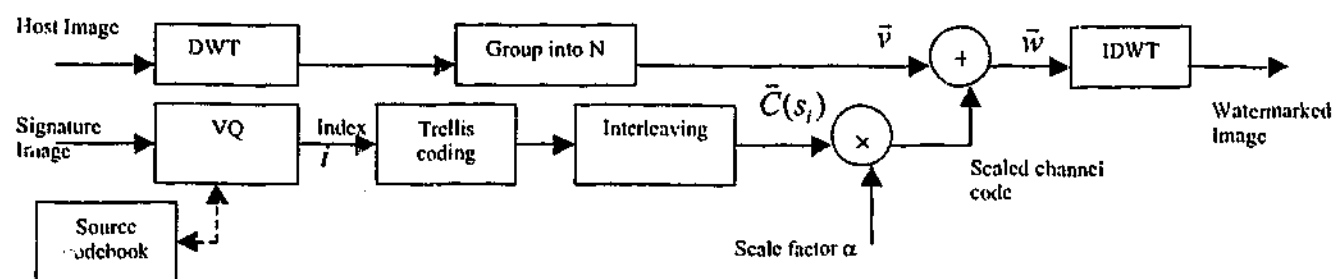 Host Image
DWT
Group into N
v̄
+
w̄
IDWT
Signature
Image
VQ
Index
i
Trellis
coding
Interleaving
C̄(sᵢ)
×
Scaled channel
code
Watermarked
Image
Source
odebook
Scale factor α